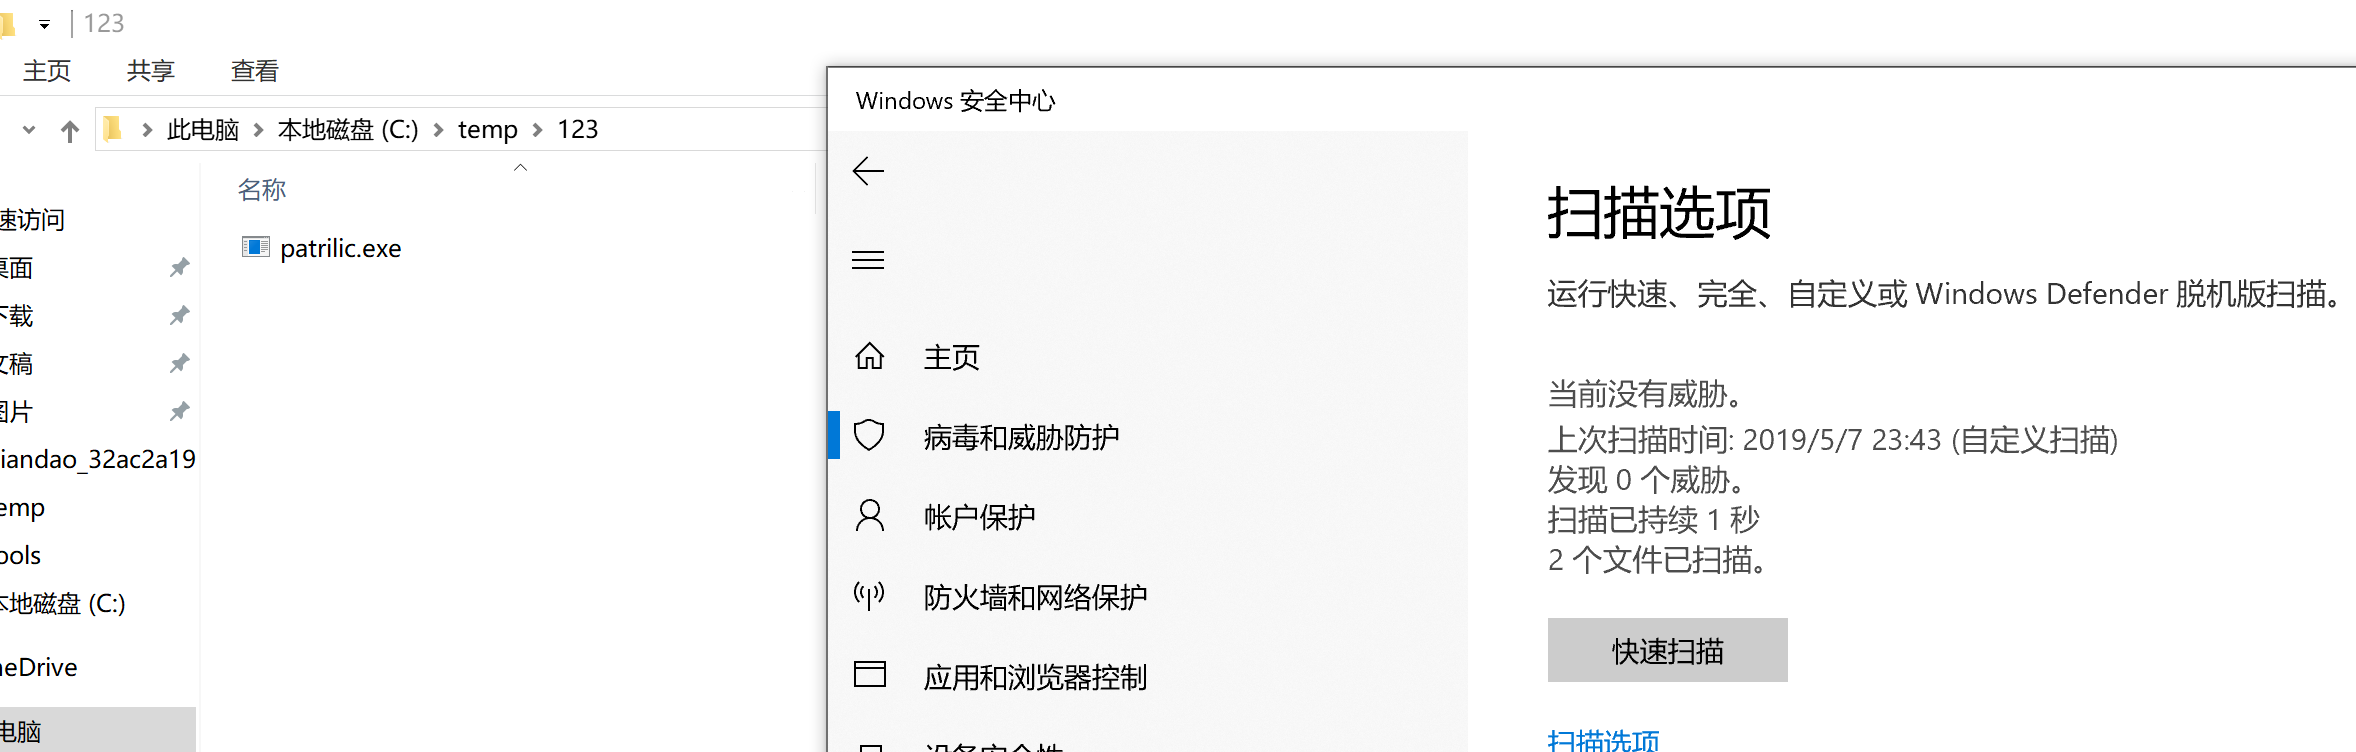 123
主页 共享 查看
此电脑 本地磁盘 (C:) temp 123
名称
patrilic.exe
速访问
桌面
下载
文稿
图片
iandao_32ac2a19
emp
ools
本地磁盘 (C:)
neDrive
电脑
Windows 安全中心
主页
病毒和威胁防护
帐户保护
防火墙和网络保护
应用和浏览器控制
设备安全性
扫描选项
运行快速、完全、自定义或 Windows Defender 脱机版扫描。
当前没有威胁。
上次扫描时间: 2019/5/7 23:43 (自定义扫描)
发现 0 个威胁。
扫描已持续 1 秒
2 个文件已扫描。
快速扫描
扫描选项